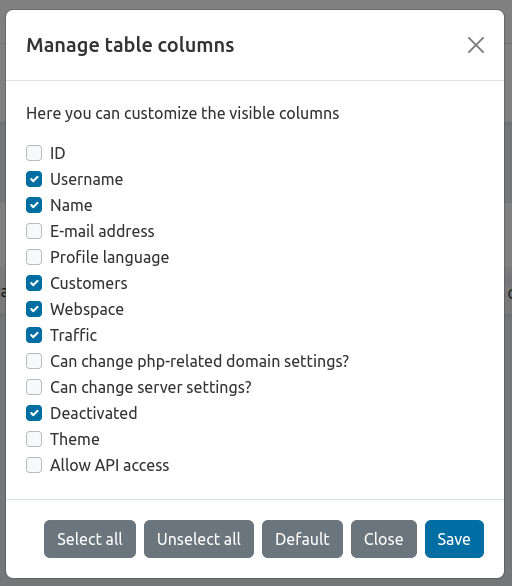 Manage table columns
Here you can customize the visible columns
ID
Username
Name
E-mail address
Profile language
Customers
Webspace
Traffic
Can change php-related domain settings?
Can change server settings?
Deactivated
Theme
Allow API access
Select all Unselect all Default Close Save